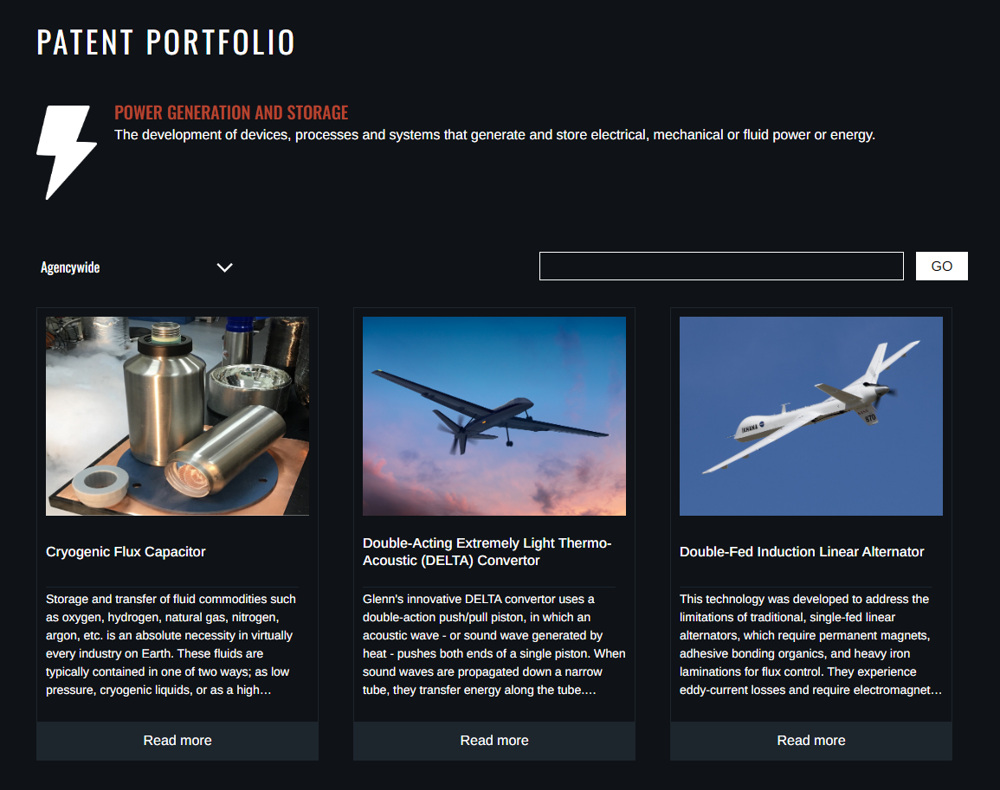 PATENT PORTFOLIO
POWER GENERATION AND STORAGE
The development of devices, processes and systems that generate and store electrical, mechanical or fluid power or energy.
Agencywide
GO
IKHANA
870
Cryogenic Flux Capacitor
Storage and transfer of fluid commodities such
as oxygen, hydrogen, natural gas, nitrogen,
argon, etc. is an absolute necessity in virtually
every industry on Earth. These fluids are
typically contained in one of two ways; as low
pressure, cryogenic liquids, or as a high…
Read more
Double-Acting Extremely Light Thermo-
Acoustic (DELTA) Convertor
Glenn's innovative DELTA convertor uses a
double-action push/pull piston, in which an
acoustic wave - or sound wave generated by
heat - pushes both ends of a single piston. When
sound waves are propagated down a narrow
tube, they transfer energy along the tube.…
Read more
Double-Fed Induction Linear Alternator
This technology was developed to address the
limitations of traditional, single-fed linear
alternators, which require permanent magnets,
adhesive bonding organics, and heavy iron
laminations for flux control. They experience
eddy-current losses and require electromagnet…
Read more